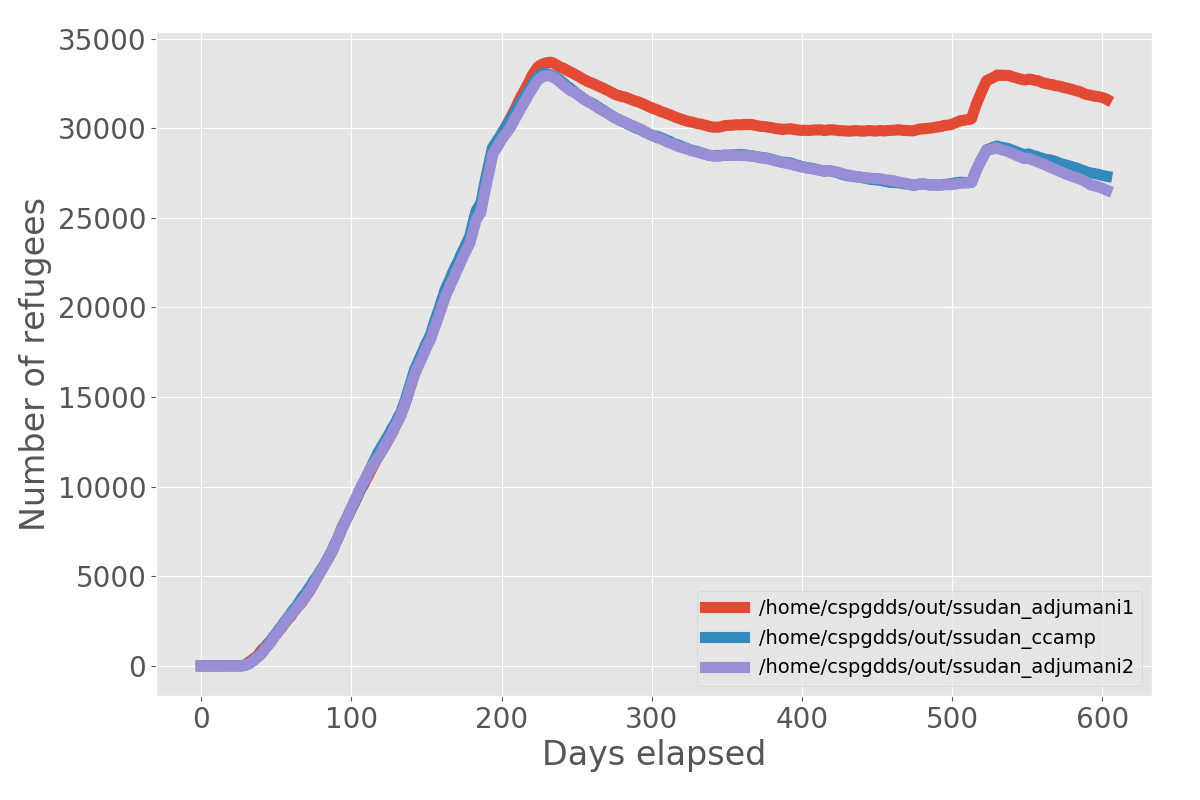 35000
30000
25000
20000
15000
10000
5000
0
Number of refugees
/home/cspgdds/out/ssudan_adjumani1
/home/cspgdds/out/ssudan_ccamp
/home/cspgdds/out/ssudan_adjumani2
0 100 200 300 400 500 600
Days elapsed